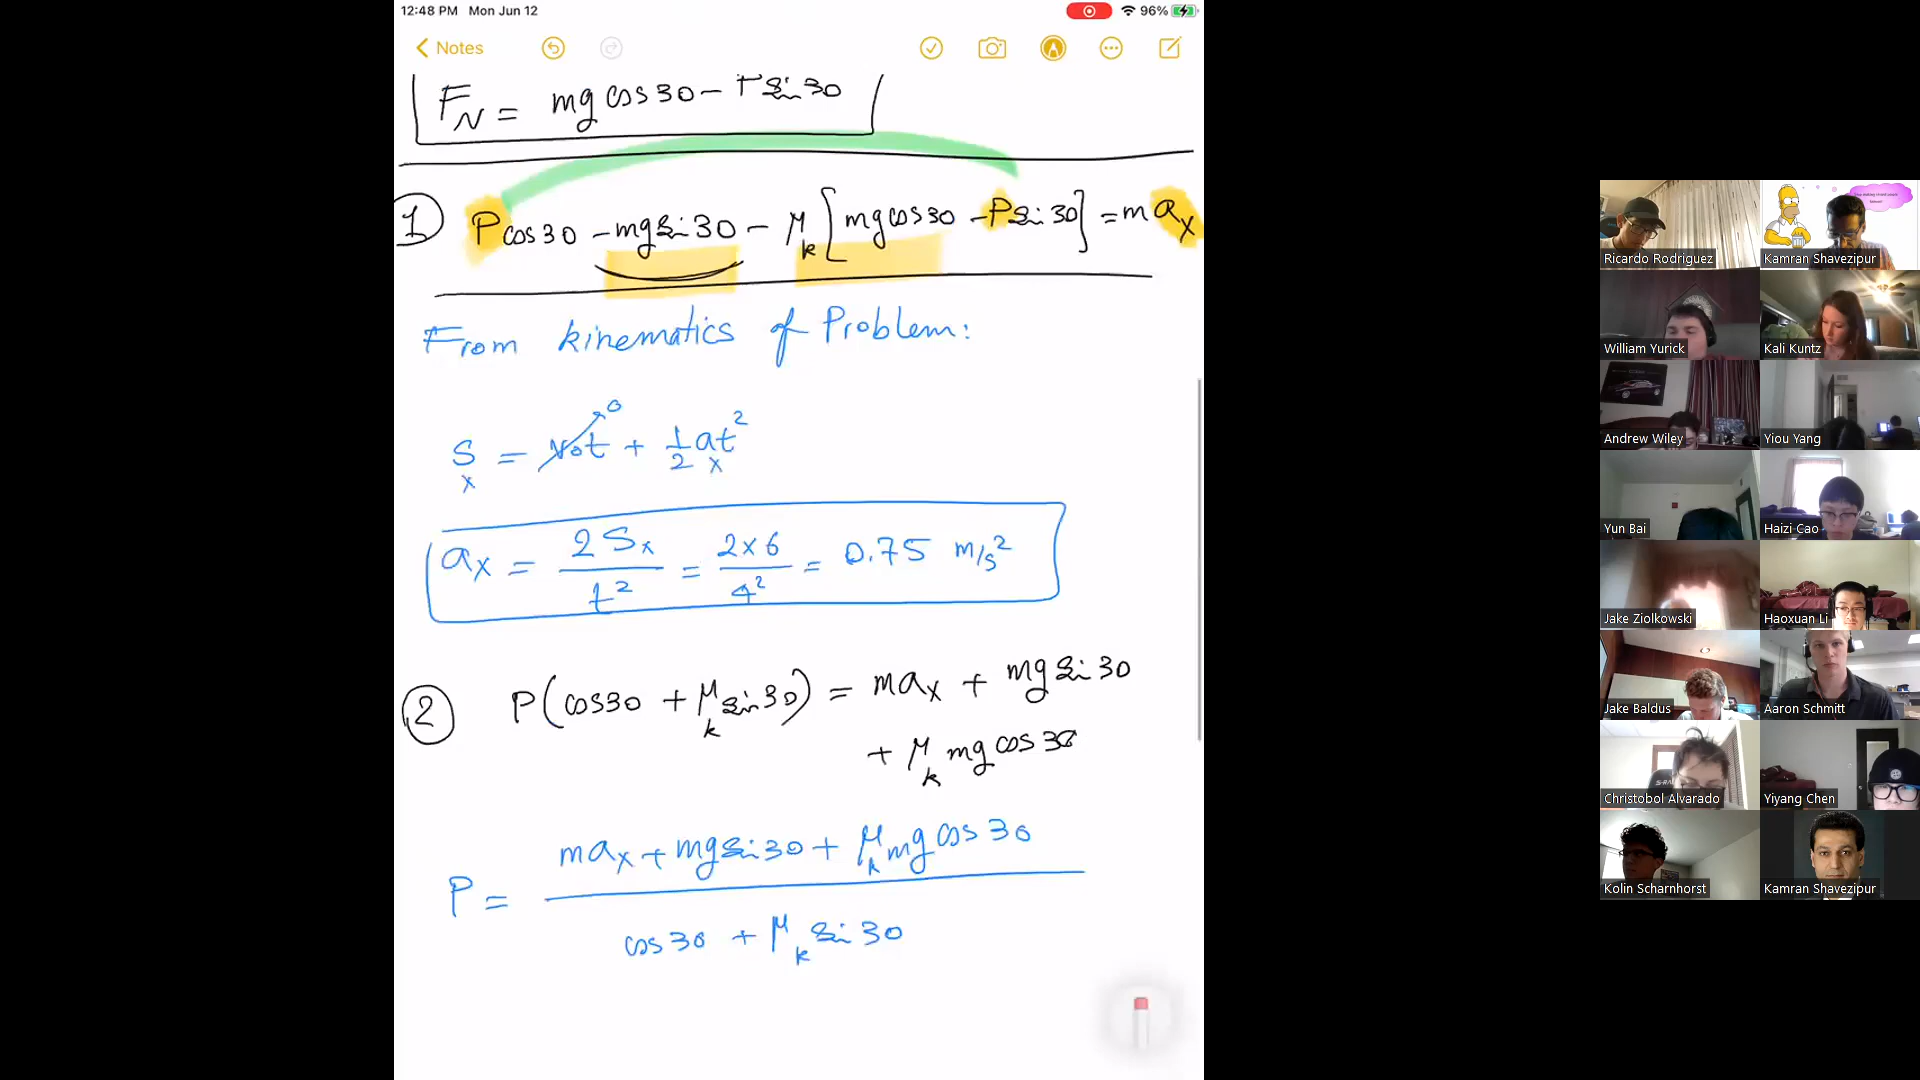 12:48 PM Mon Jun 12
96%
Notes
F_N = mg cos 30 - P sin 30
① P cos 30 - mg sin 30 - μ_k [mg cos 30 - P sin 30] = m a_x
From kinematics of Problem:
S_x = v₀t + 1/2 a_x t² 0
a_x = 2 S_x / t² = 2×6 / 4² = 0.75 m/s²
② P(cos 30 + μ_k sin 30) = m a_x + mg sin 30
+ μ_k mg cos 30
P = m a_x + mg sin 30 + μ_k mg cos 30
cos 30 + μ_k sin 30
Ricardo Rodriguez
Kamran Shavezipur
William Yurick
Kali Kuntz
Andrew Wiley
Yiou Yang
Yun Bai
Haizi Cao
Jake Ziolkowski
Haoxuan Li
Jake Baldus
Aaron Schmitt
Christobol Alvarado
Yiyang Chen
Kolin Scharnhorst
Kamran Shavezipur